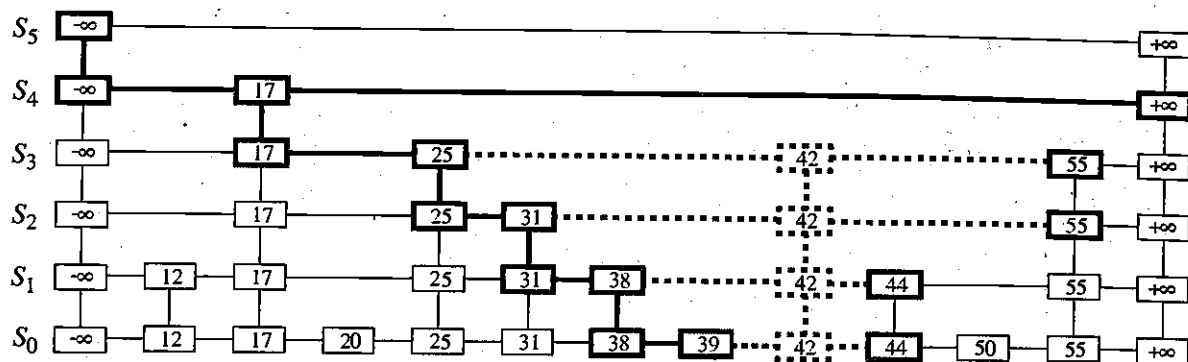 S5 -∞ +∞
S4 -∞ 17 +∞
S3 -∞ 17 25 42 55 +∞
S2 -∞ 17 25 31 42 55 +∞
S1 -∞ 12 17 25 31 38 42 44 55 +∞
S0 -∞ 12 17 20 25 31 38 39 42 44 50 55 +∞